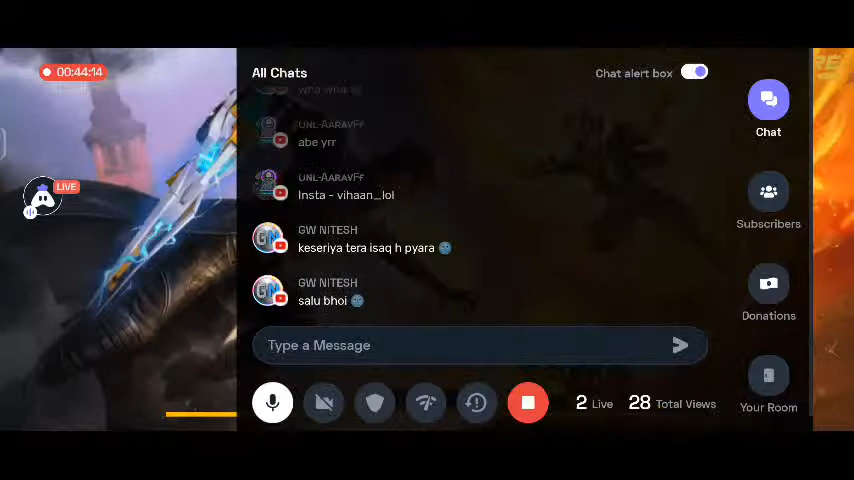 00:44:14
All Chats
Chat alert box
Chat
UNL-AARAVFF
abe yrr
LIVE
UNL-AARAVFF
Insta - vihaan_lol
Subscribers
GW NITESH
keseriya tera isaq h pyara
GW NITESH
salu bhoi
Donations
Type a Message
2 Live 28 Total Views
Your Room